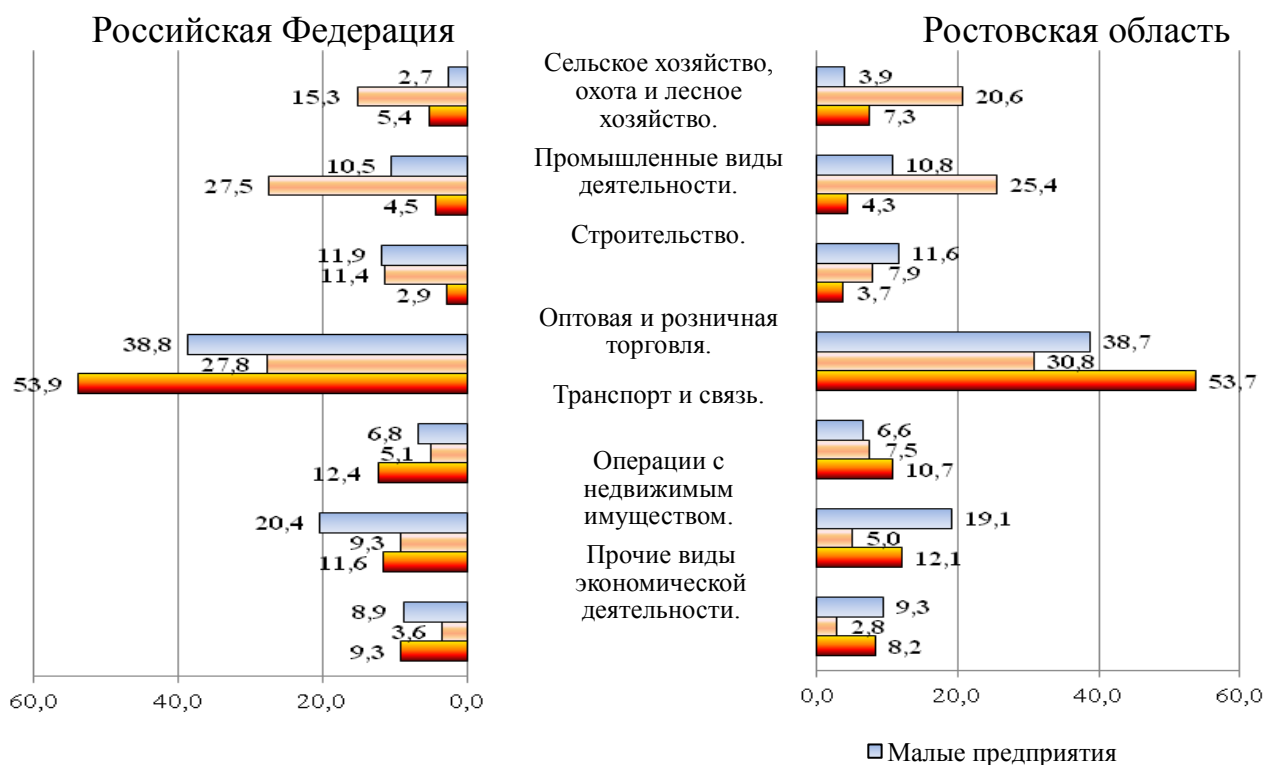 Российская Федерация
Ростовская область
2,7
15,3
5,4
Сельское хозяйство,
охота и лесное
хозяйство.
3,9
20,6
7,3
10,5
27,5
4,5
Промышленные виды
деятельности.
10,8
25,4
4,3
11,9
11,4
2,9
Строительство.
11,6
7,9
3,7
38,8
27,8
53,9
Оптовая и розничная
торговля.
38,7
30,8
53,7
6,8
5,1
12,4
Транспорт и связь.
6,6
7,5
10,7
20,4
9,3
11,6
Операции с
недвижимым
имуществом.
19,1
5,0
12,1
8,9
3,6
9,3
Прочие виды
экономической
деятельности.
9,3
2,8
8,2
60,0 40,0 20,0 0,0
0,0 20,0 40,0 60,0
Малые предприятия